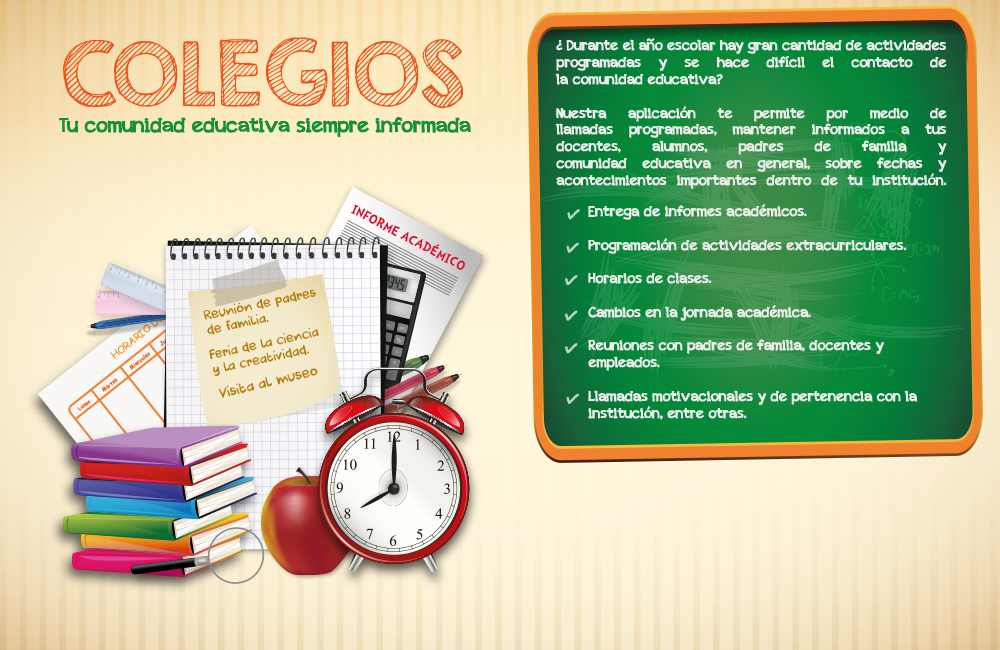 COLEGIOS
Tu comunidad educativa siempre informada
INFORME ACADÉMICO
HORARIO D
Lunes
Martes
Miercoles
Reunión de padres
de familia.
Feria de la ciencia
y la creatividad.
Visita al museo
12
1
2
3
4
5
6
7
8
9
10
11
¿ Durante el año escolar hay gran cantidad de actividades
programadas y se hace difícil el contacto de
la comunidad educativa?
Nuestra aplicación te permite por medio de
llamadas programadas, mantener informados a tus
docentes, alumnos, padres de familia y
comunidad educativa en general, sobre fechas y
acontecimientos importantes dentro de tu institución.
Entrega de informes académicos.
Programación de actividades extracurriculares.
Horarios de clases.
Cambios en la jornada académica.
Reuniones con padres de familia, docentes y
empleados.
Llamadas motivacionales y de pertenencia con la
institución, entre otras.